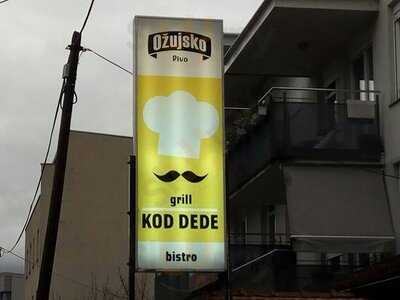 Ožujsko
Pivo
grill
KOD DEDE
bistro